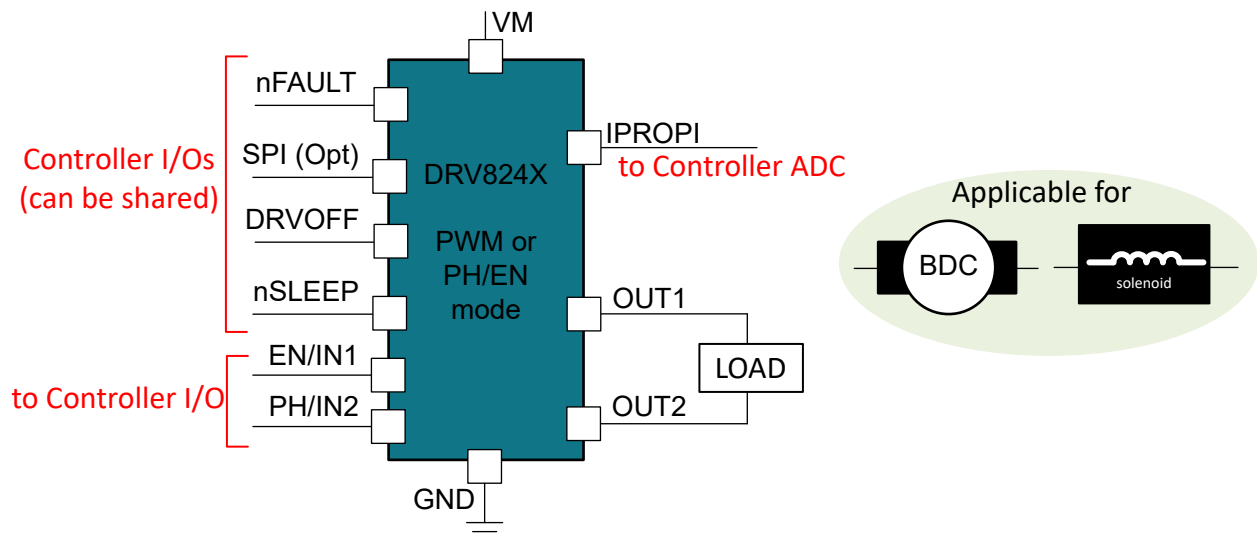 VM
nFAULT
SPI (Opt)
DRVOFF
nSLEEP
Controller I/Os
(can be shared)
EN/IN1
PH/IN2
to Controller I/O
DRV824X
PWM or
PH/EN
mode
IPROPI
to Controller ADC
OUT1
LOAD
OUT2
GND
Applicable for
BDC
solenoid